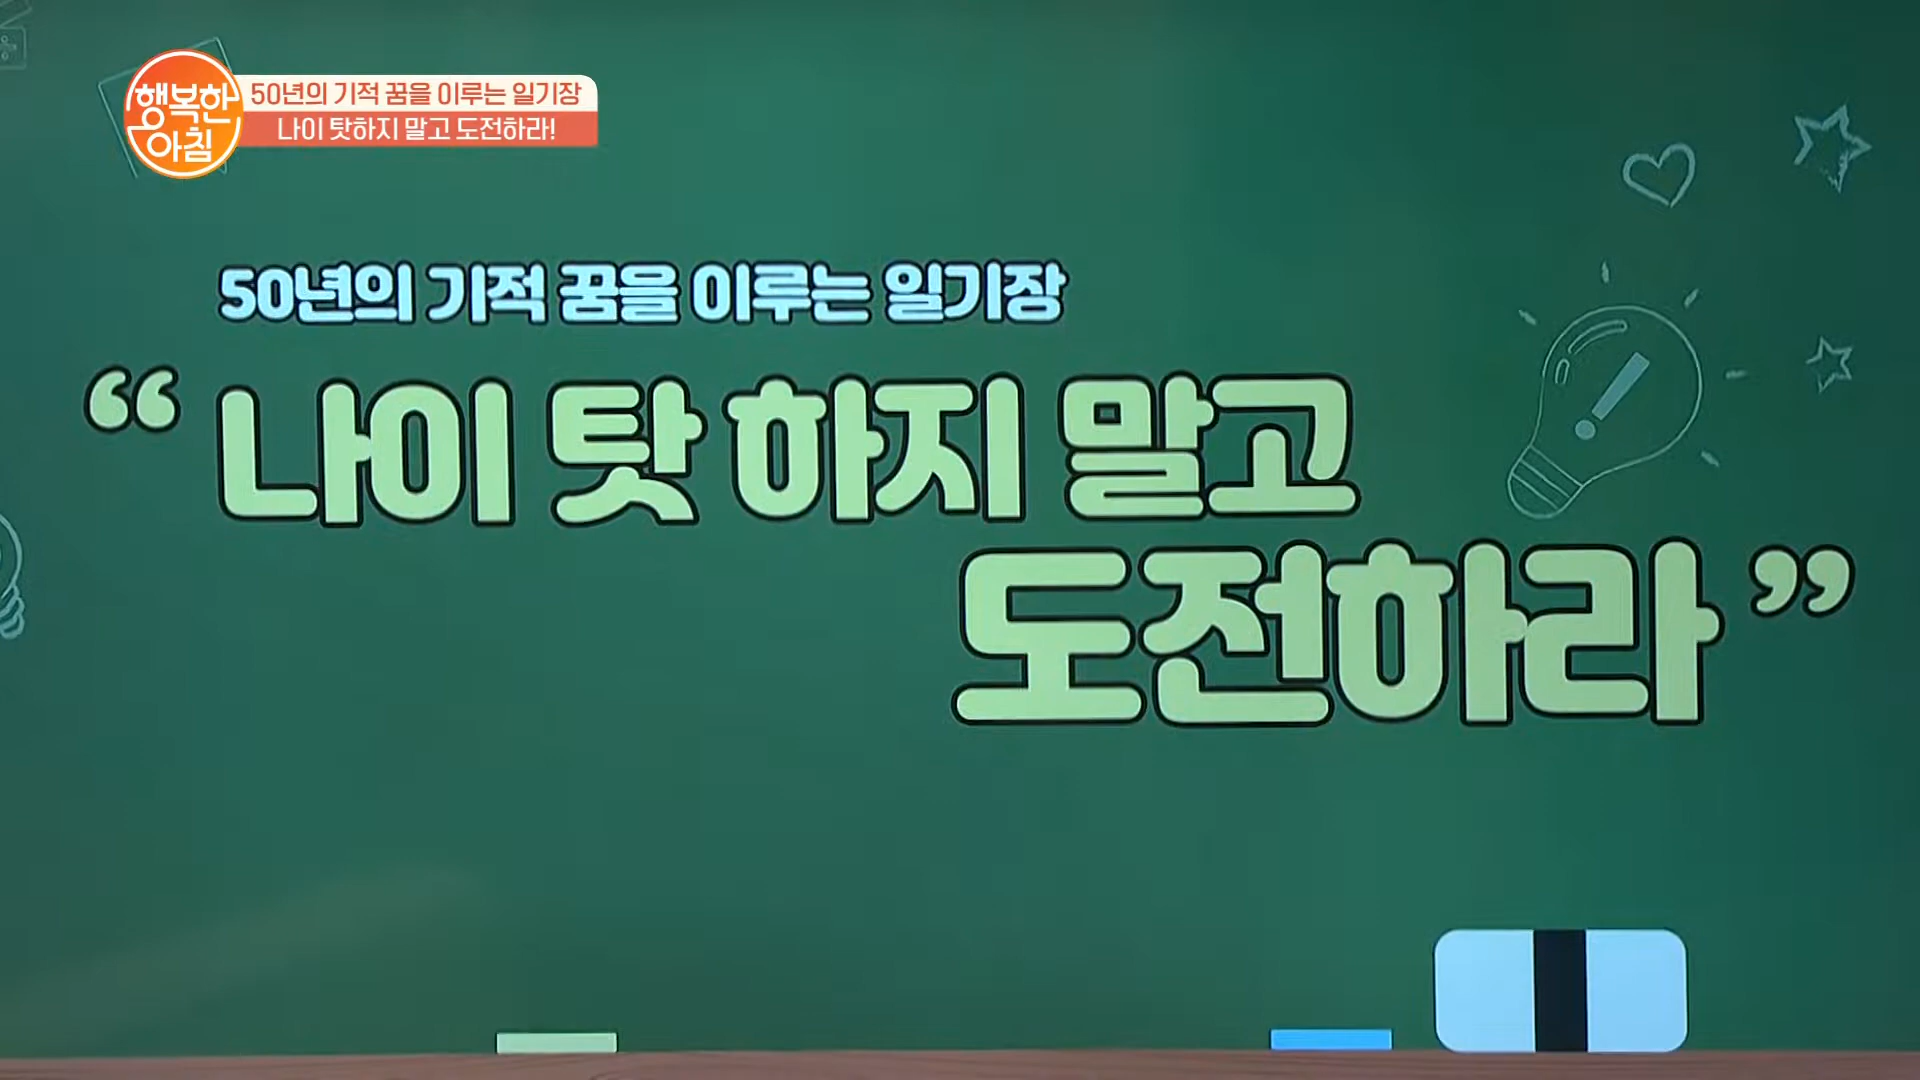 행복한
아침
50년의 기적 꿈을 이루는 일기장
나이 탓하지 말고 도전하라!
50년의 기적 꿈을 이루는 일기장
“ 나이 탓 하지 말고
도전하라 ”